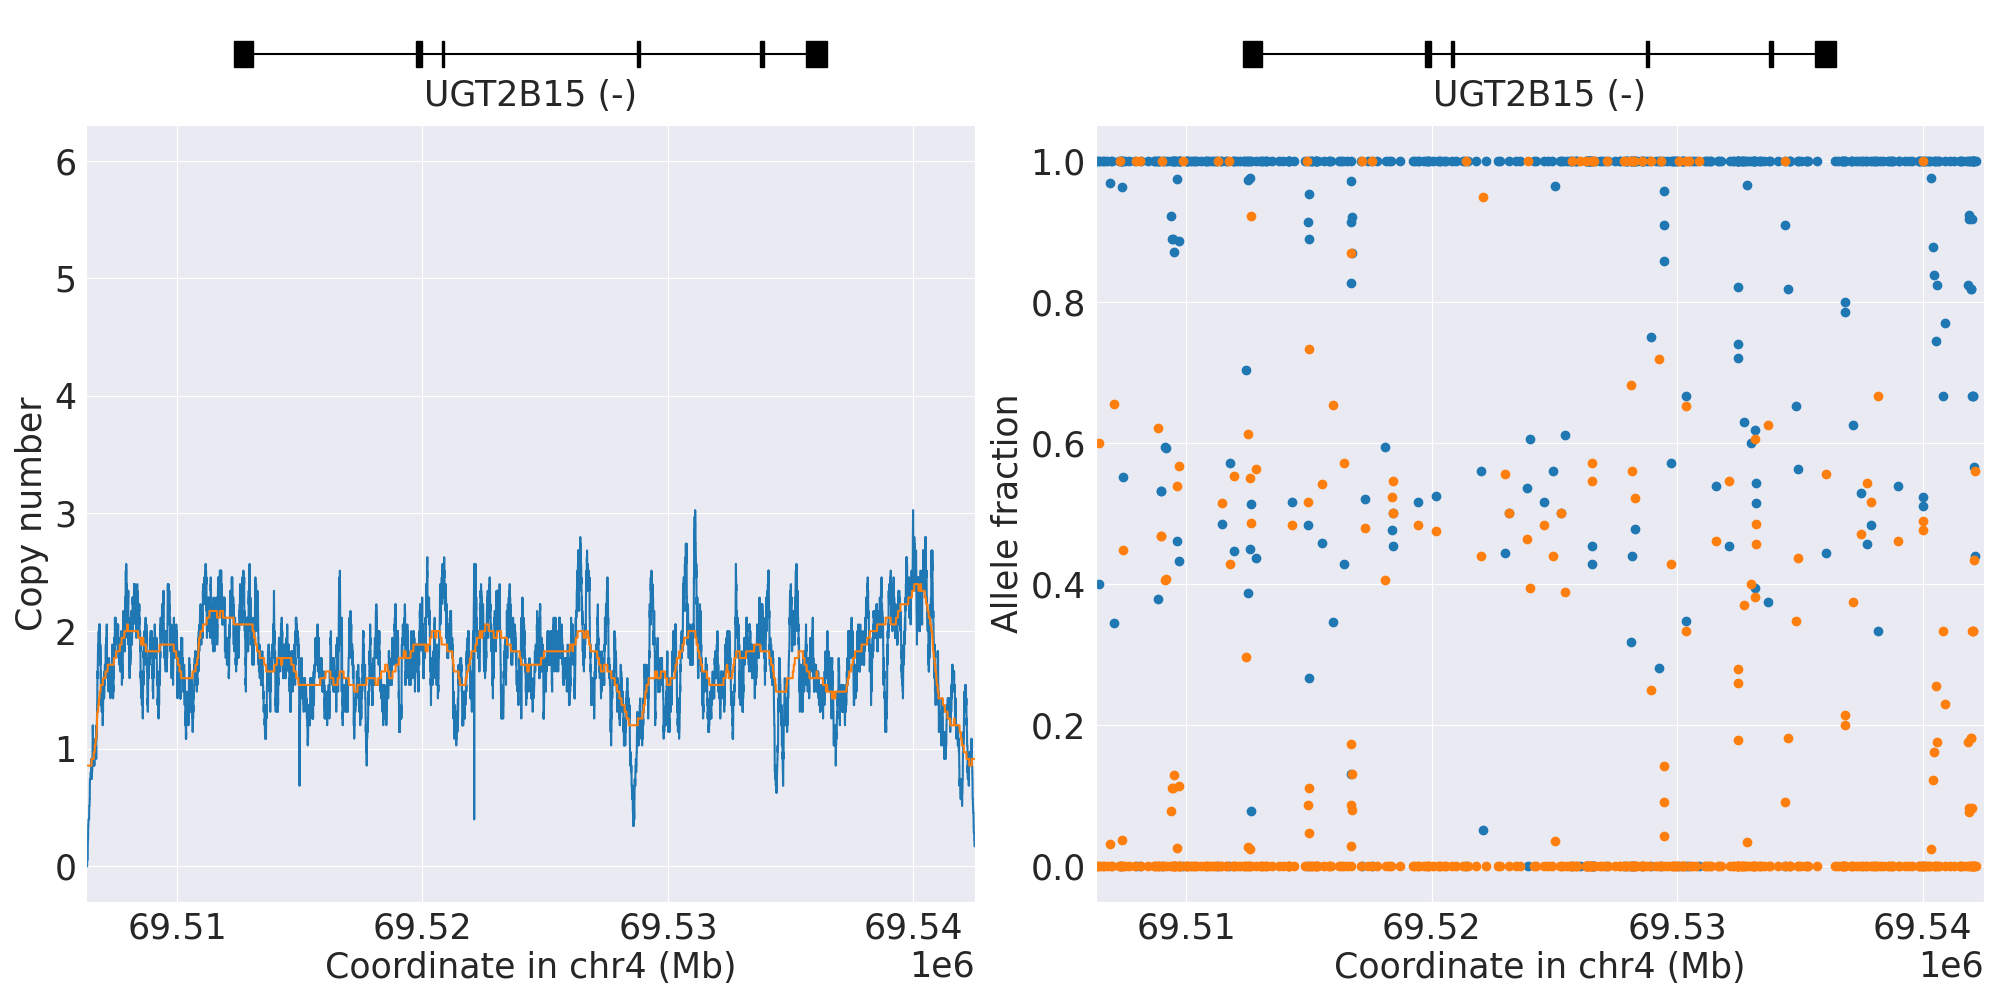 UGT2B15 (-)
6
5
4
3
2
1
0
Copy number
69.51 69.52 69.53 69.54
Coordinate in chr4 (Mb) 1e6
UGT2B15 (-)
1.0
0.8
0.6
0.4
0.2
0.0
Allele fraction
69.51 69.52 69.53 69.54
Coordinate in chr4 (Mb) 1e6